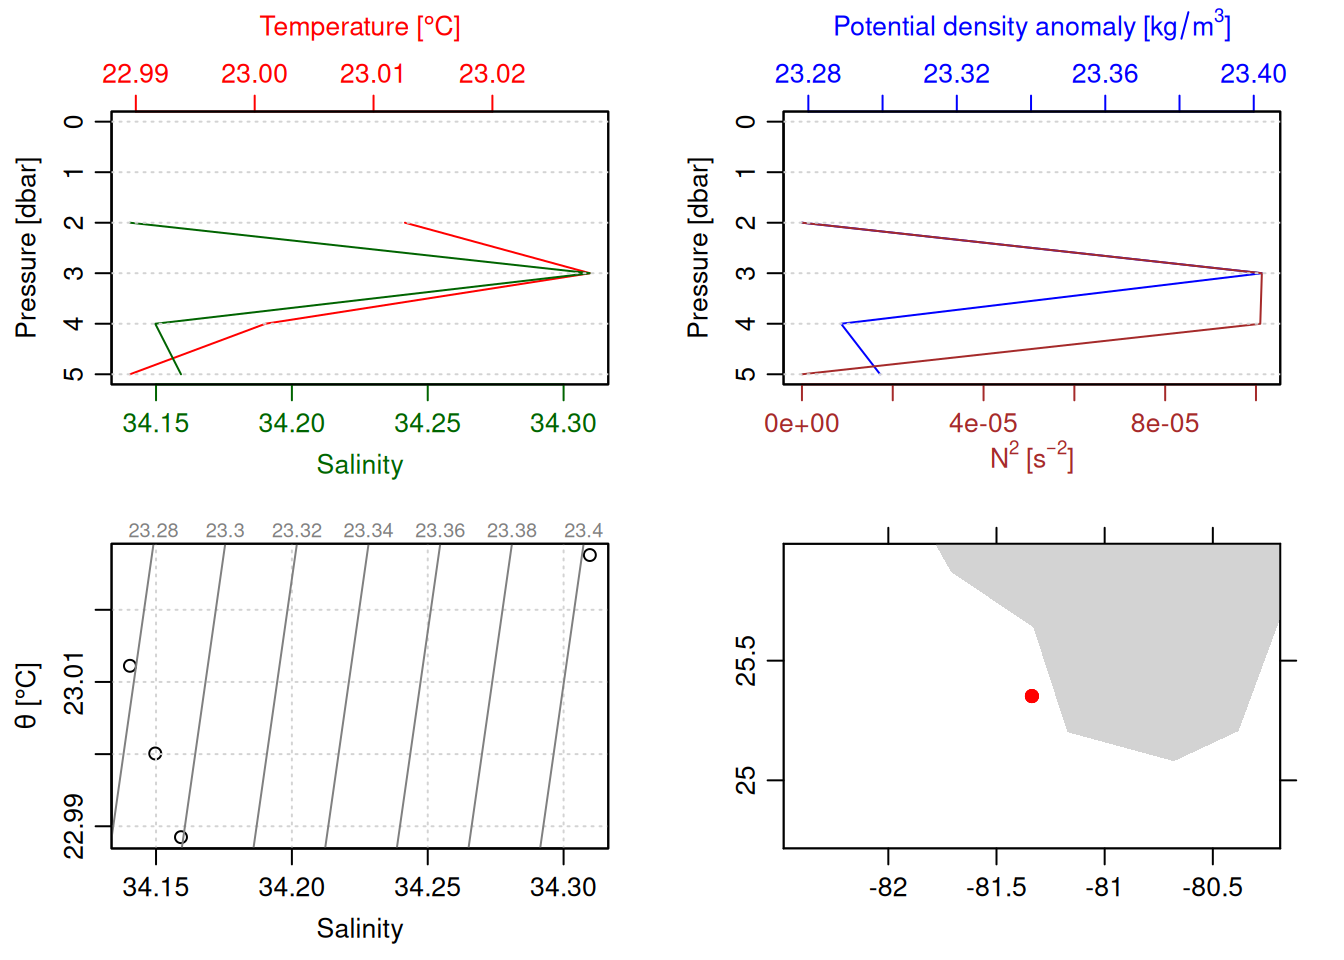 Temperature [°C]
22.99 23.00 23.01 23.02
Pressure [dbar]
0
1
2
3
4
5
34.15 34.20 34.25 34.30
Salinity
Potential density anomaly [kg/m³]
23.28 23.32 23.36 23.40
Pressure [dbar]
0
1
2
3
4
5
0e+00 4e-05 8e-05
N² [s⁻²]
23.28 23.3 23.32 23.34 23.36 23.38 23.4
θ [°C]
23.01
22.99
34.15 34.20 34.25 34.30
Salinity
25.5
25
-82 -81.5 -81 -80.5